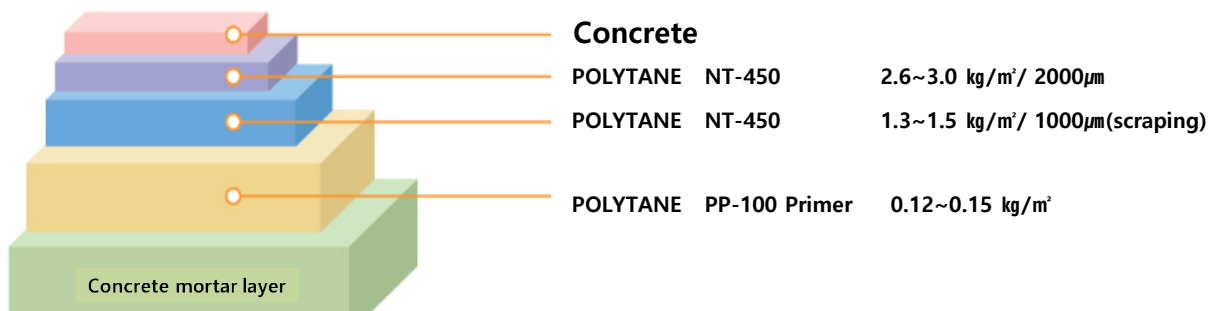 Concrete
POLYTANE NT-450 2.6~3.0 ㎏/㎡/ 2000㎛
POLYTANE NT-450 1.3~1.5 ㎏/㎡/ 1000㎛(scraping)
POLYTANE PP-100 Primer 0.12~0.15 ㎏/㎡
Concrete mortar layer